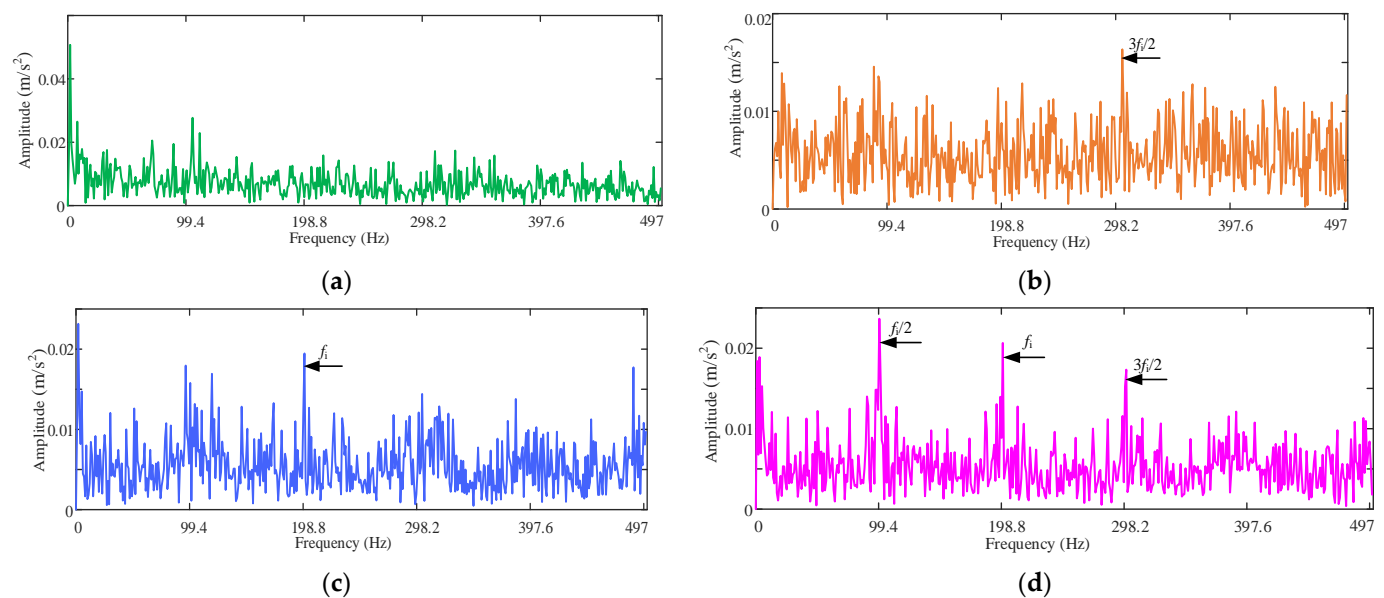 Amplitude (m/s²)
0.04
0.02
0
0 99.4 198.8 298.2 397.6 497
Frequency (Hz)
(a)
Amplitude (m/s²)
0.02
0.01
0
3fᵢ/2
0 99.4 198.8 298.2 397.6 497
Frequency (Hz)
(b)
Amplitude (m/s²)
0.02
0.01
0
fᵢ
0 99.4 198.8 298.2 397.6 497
Frequency (Hz)
(c)
Amplitude (m/s²)
0.02
0.01
0
fᵢ/2
fᵢ
3fᵢ/2
0 99.4 198.8 298.2 397.6 497
Frequency (Hz)
(d)